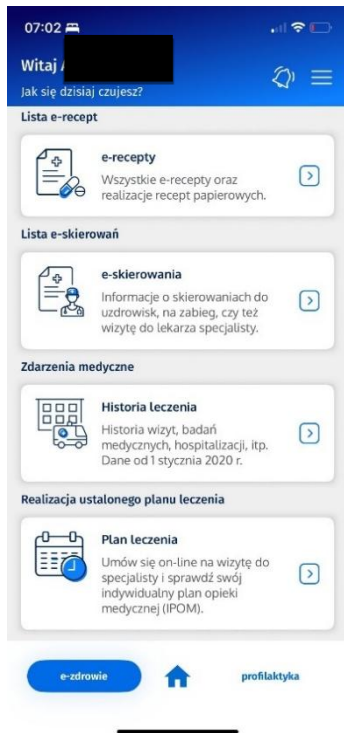 07:02
Witaj
Jak się dzisiaj czujesz?
Lista e-recept
e-recepty
Wszystkie e-recepty oraz
realizacje recept papierowych.
Lista e-skierowań
e-skierowania
Informacje o skierowaniach do
uzdrowisk, na zabieg, czy też
wizytę do lekarza specjalisty.
Zdarzenia medyczne
Historia leczenia
Historia wizyt, badań
medycznych, hospitalizacji, itp.
Dane od 1 stycznia 2020 r.
Realizacja ustalonego planu leczenia
Plan leczenia
Umów się on-line na wizytę do
specjalisty i sprawdź swój
indywidualny plan opieki
medycznej (IPOM).
e-zdrowie
profilaktyka